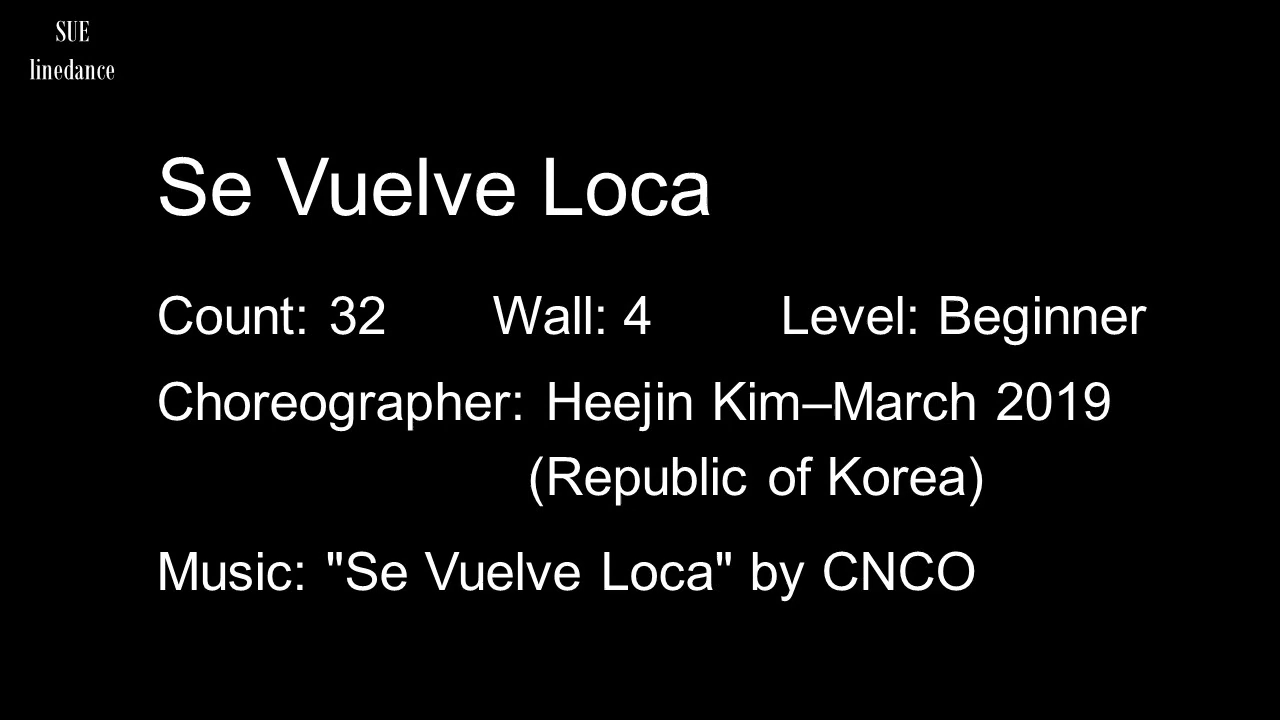 SUE
linedance
Se Vuelve Loca
Count: 32 Wall: 4 Level: Beginner
Choreographer: Heejin Kim–March 2019
(Republic of Korea)
Music: "Se Vuelve Loca" by CNCO